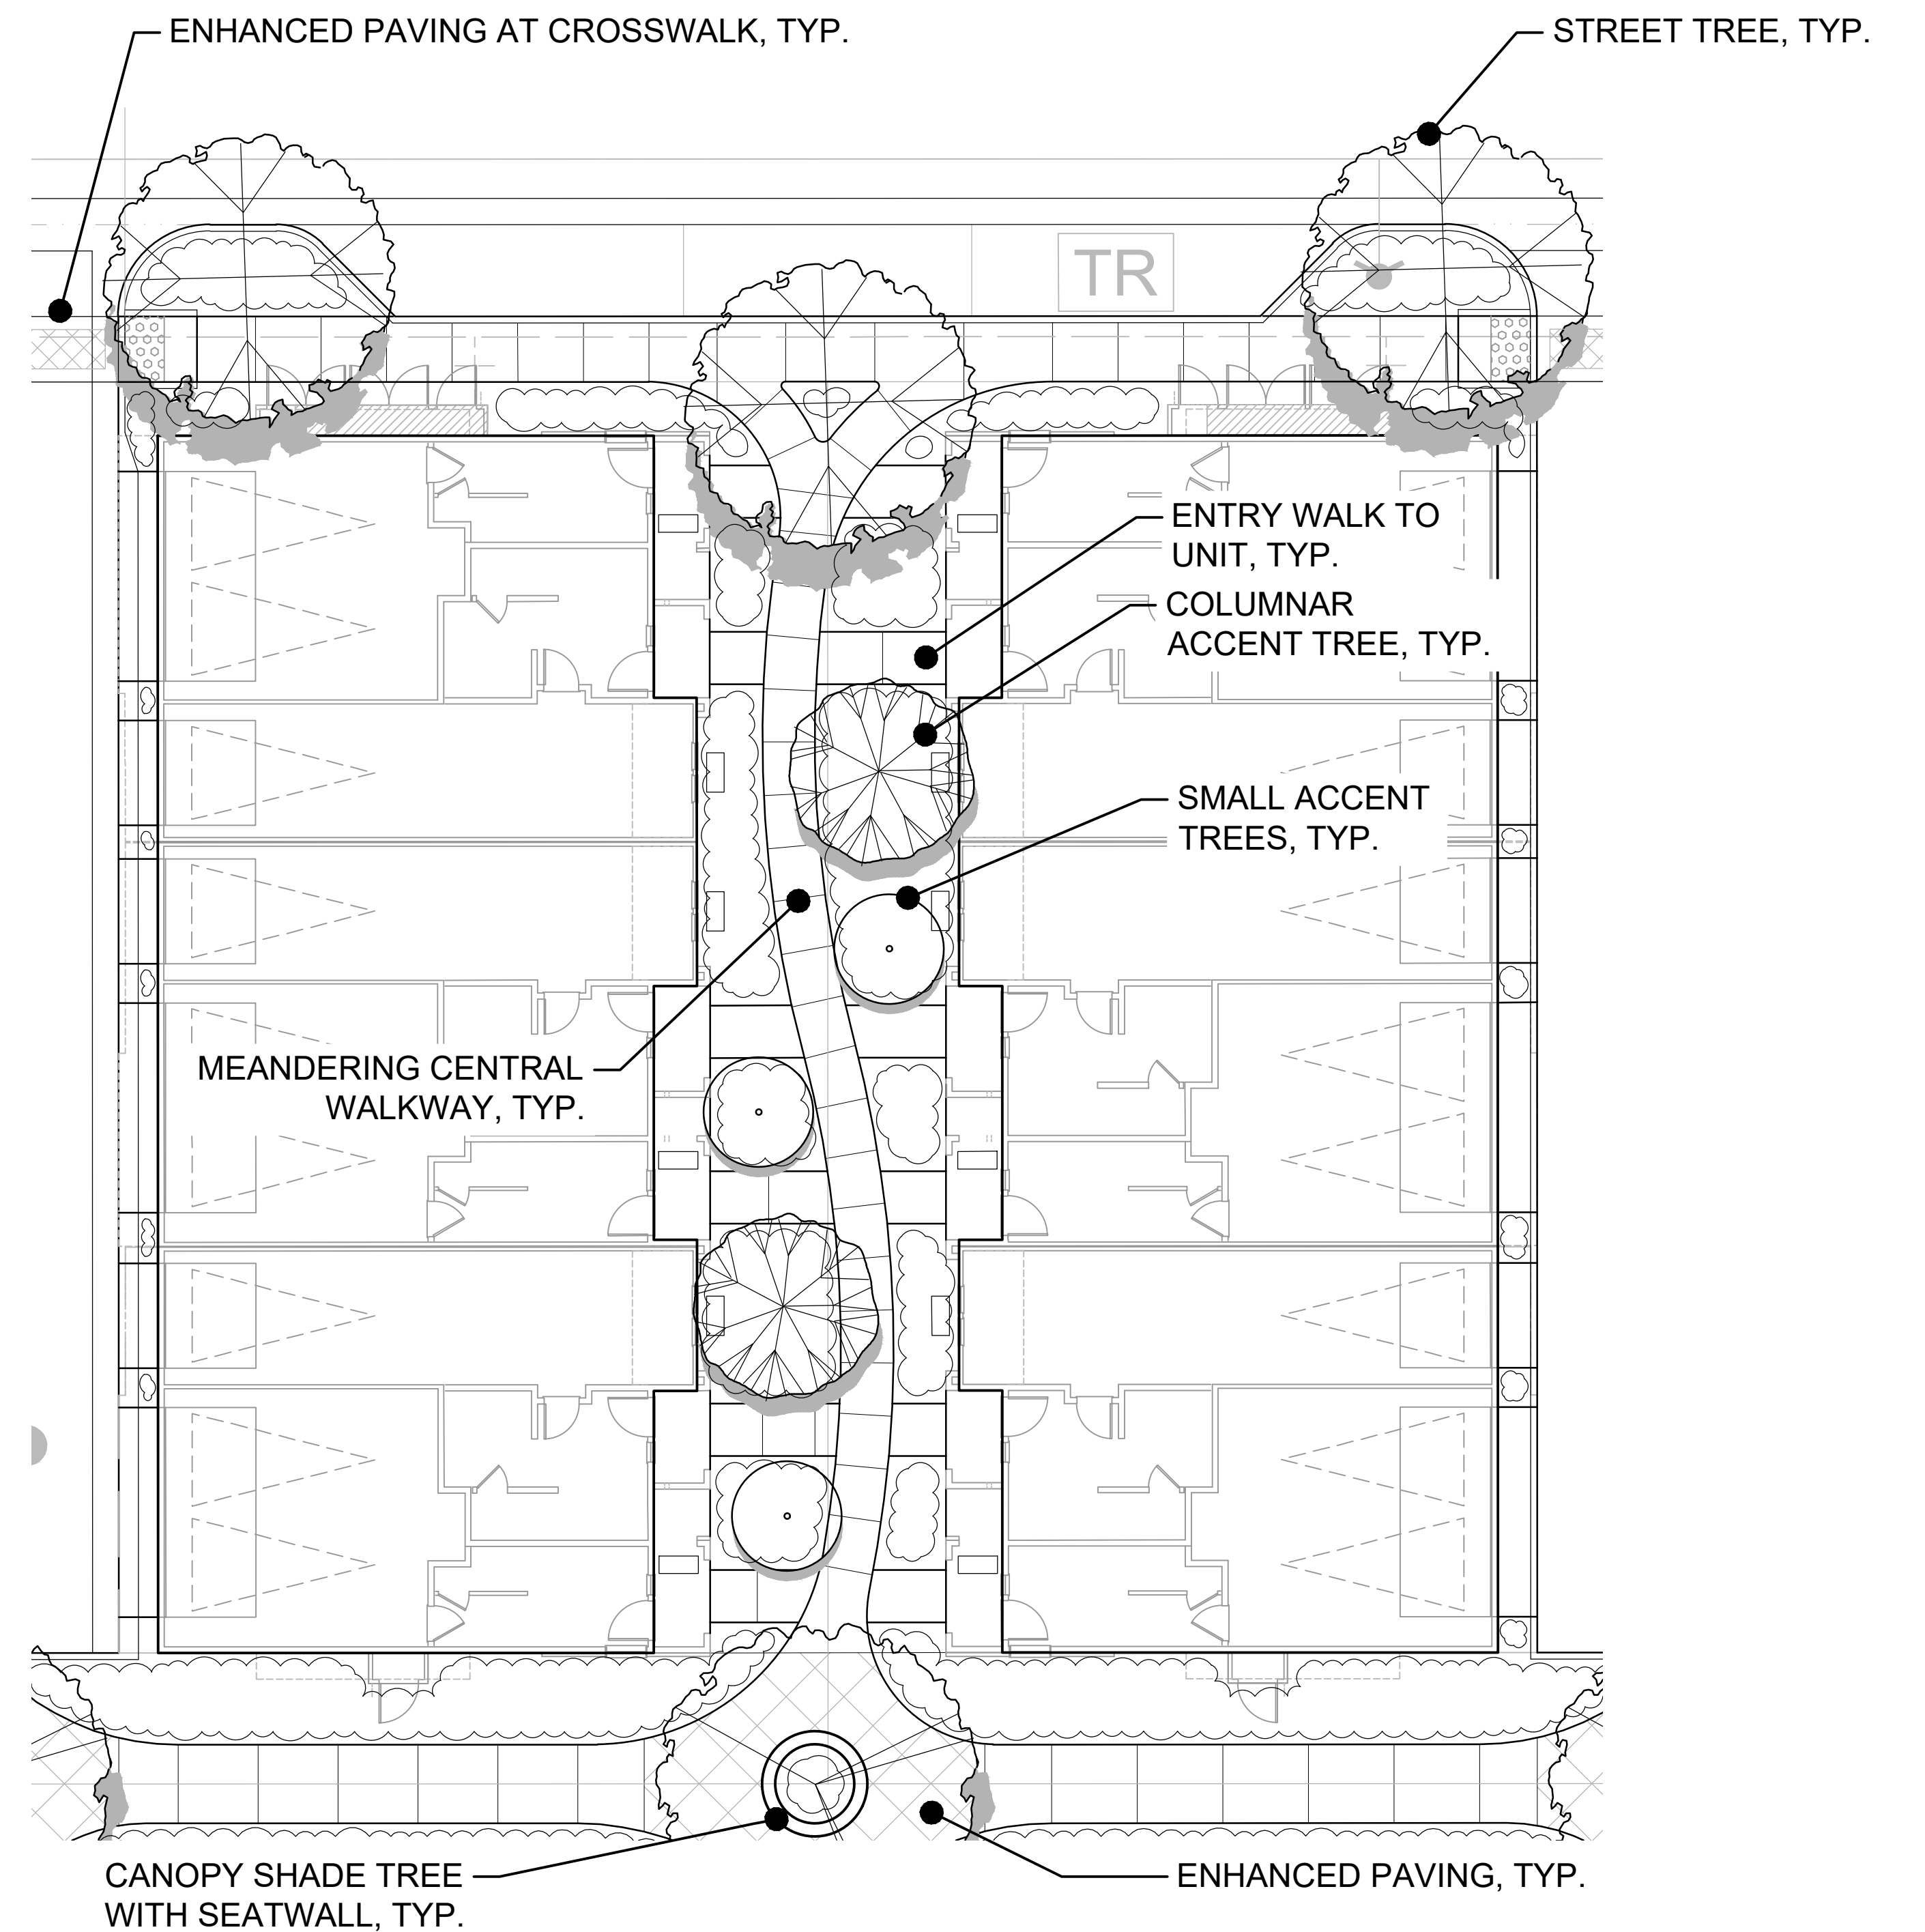 ENHANCED PAVING AT CROSSWALK, TYP.
STREET TREE, TYP.
TR
ENTRY WALK TO
UNIT, TYP.
COLUMNAR
ACCENT TREE, TYP.
SMALL ACCENT
TREES, TYP.
MEANDERING CENTRAL
WALKWAY, TYP.
CANOPY SHADE TREE
WITH SEATWALL, TYP.
ENHANCED PAVING, TYP.